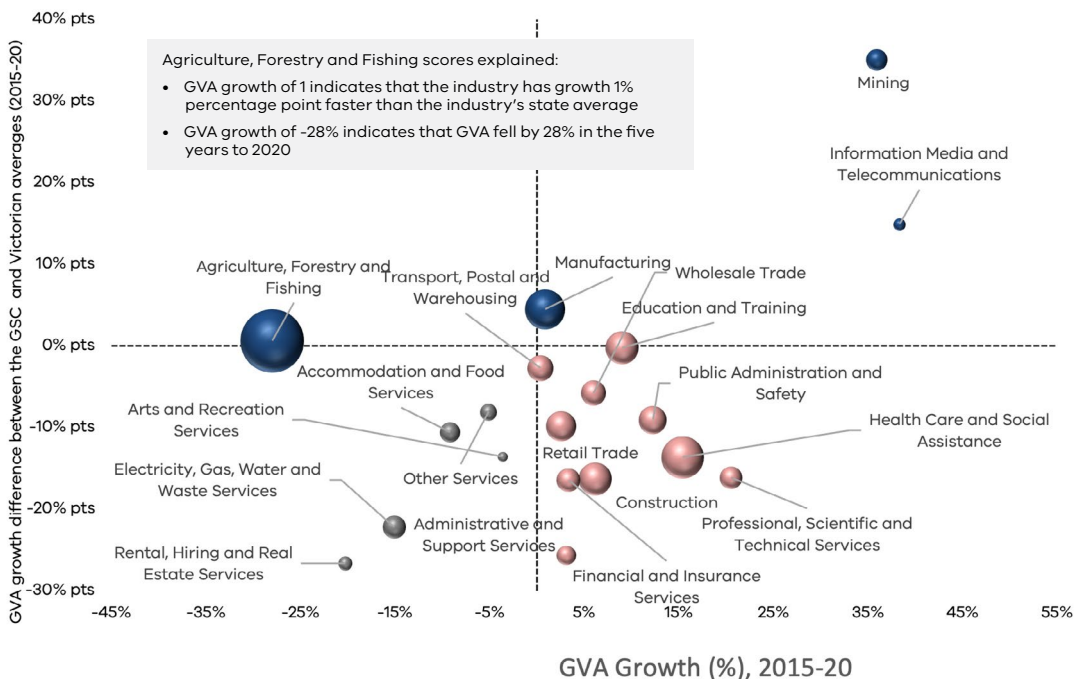 GVA growth difference between the GSC and Victorian averages (2015-20)
40% pts
30% pts
20% pts
10% pts
0% pts
-10% pts
-20% pts
-30% pts
Agriculture, Forestry and Fishing scores explained:
• GVA growth of 1 indicates that the industry has growth 1%
percentage point faster than the industry's state average
• GVA growth of -28% indicates that GVA fell by 28% in the five
years to 2020
Mining
Information Media and
Telecommunications
Agriculture, Forestry and
Fishing
Transport, Postal and
Warehousing
Manufacturing
Wholesale Trade
Education and Training
Accommodation and Food
Services
Public Administration and
Safety
Arts and Recreation
Services
Health Care and Social
Assistance
Other Services
Retail Trade
Electricity, Gas, Water and
Waste Services
Construction
Administrative and
Support Services
Professional, Scientific and
Technical Services
Rental, Hiring and Real
Estate Services
Financial and Insurance
Services
-45%
-35%
-25%
-15%
-5%
5%
15%
25%
35%
45%
55%
GVA Growth (%), 2015-20